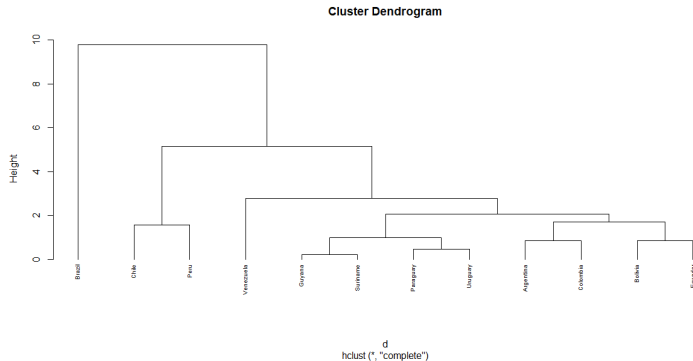 Cluster Dendrogram
Height
10
8
6
4
2
0
Brazil
Chile
Peru
Venezuela
Guyana
Suriname
Paraguay
Uruguay
Argentina
Colombia
Bolivia
d
hclust (*, "complete")